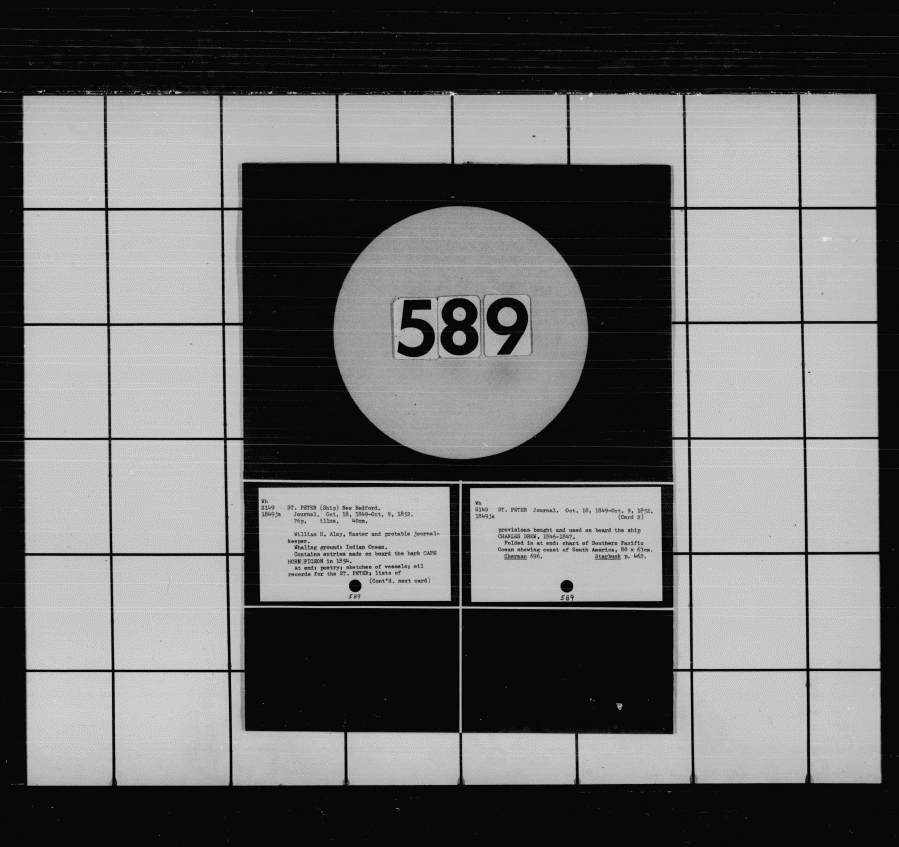 589
Wh
S149 ST. PETER (Ship) New Bedford.
1849ja Journal, Oct. 18, 1849-Oct. 9, 1852.
76p. illus. 40cm.
William H. Almy, Master and probable journal-
keeper.
Whaling grounds: Indian Ocean.
Contains entries made on board the bark CAPE
HORN PIGEON in 1854.
At end: poetry; sketches of vessels; oil
records for the ST. PETER; lists of
(Cont'd. next card)
589
Wh
S149 ST. PETER Journal, Oct. 18, 1849-Oct. 9, 1852.
1849ja (Card 2)
provisions bought and used on board the ship
CHARLES DREW, 1846-1847.
Folded in at end: chart of Southern Pacific
Ocean showing coast of South America, 80 x 63cm.
Sherman 696. Starbuck p. 462.
589